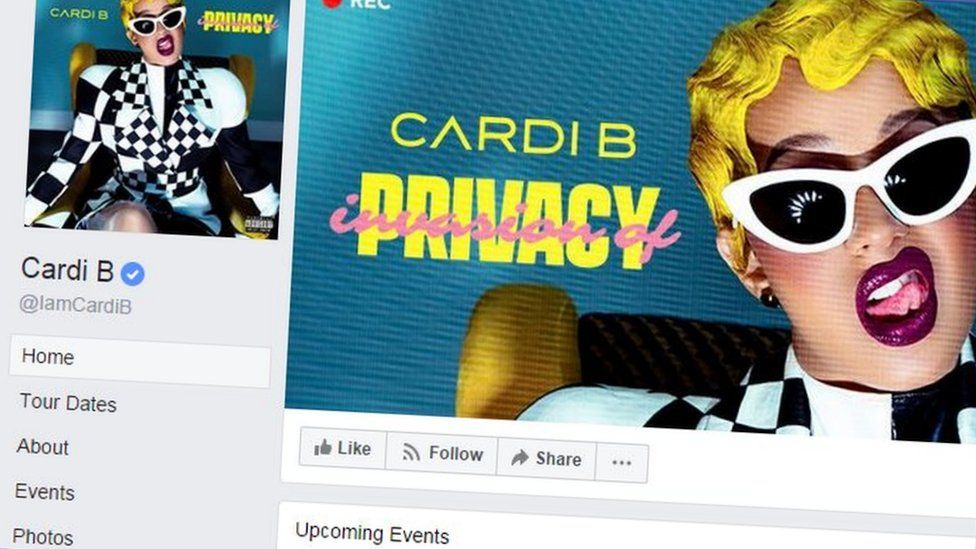 CARDI B
PRIVACY
REC
CARDI B
invasion of
PRIVACY
Cardi B
@IamCardiB
Home
Tour Dates
About
Events
Photos
Like
Follow
Share
...
Upcoming Events